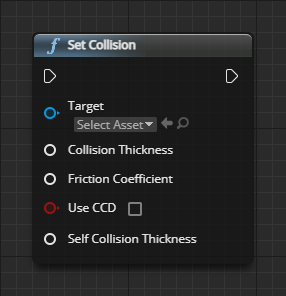 Set Collision
Target
Select Asset
Collision Thickness
Friction Coefficient
Use CCD
Self Collision Thickness